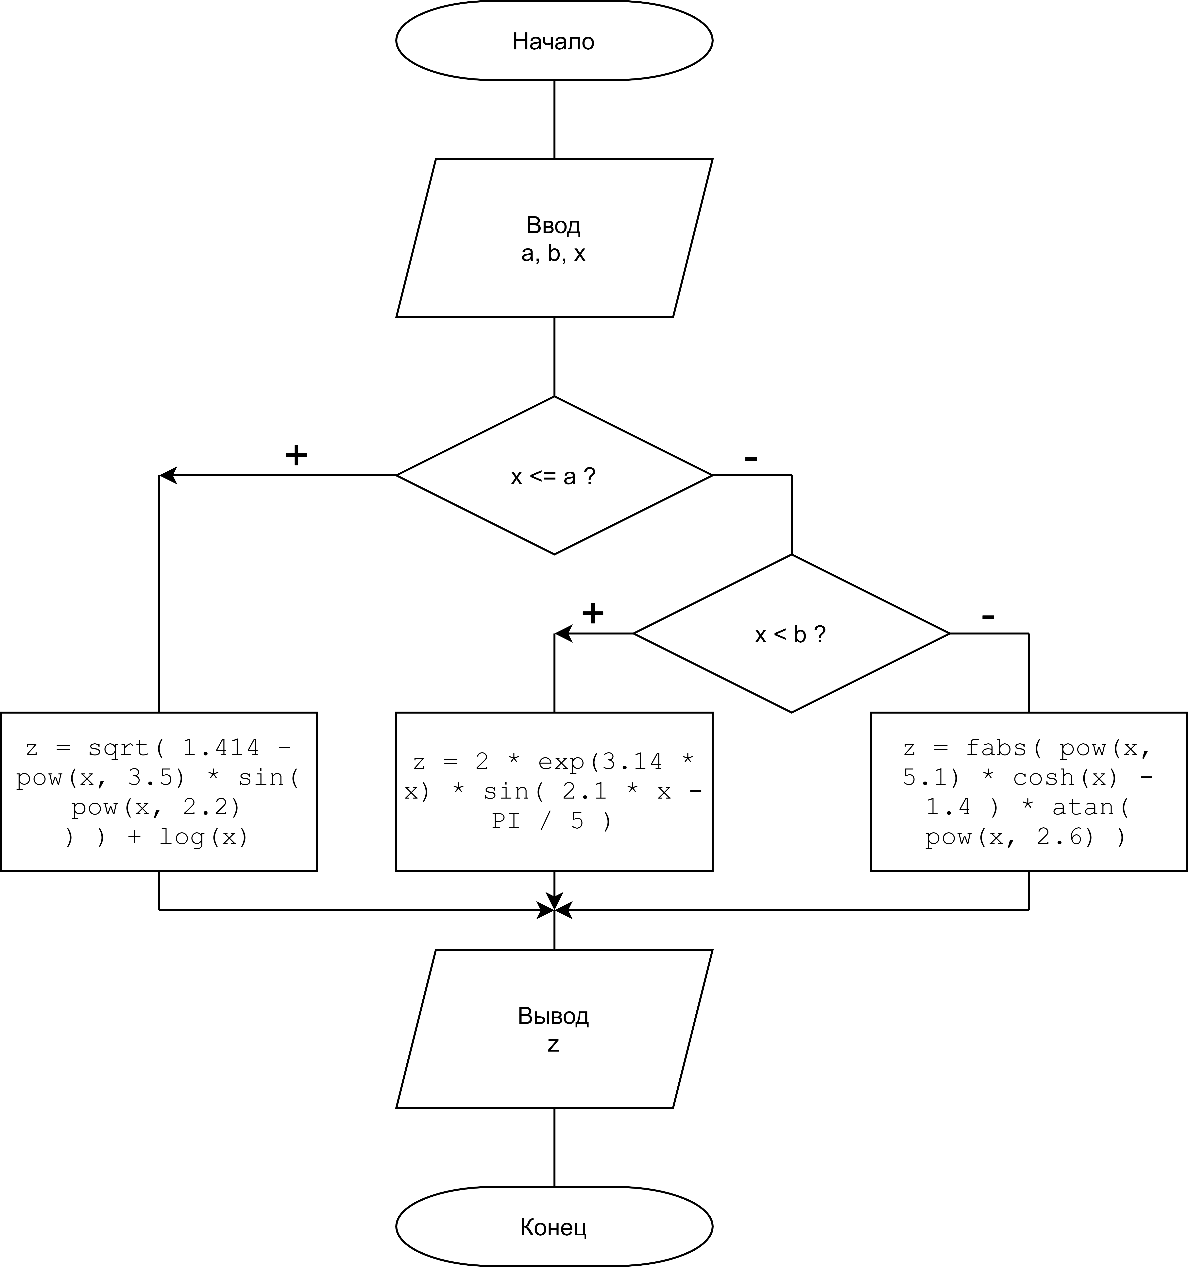 Начало
Ввод
a, b, x
+
x <= a ?
-
+
x < b ?
-
z = sqrt( 1.414 -
pow(x, 3.5) * sin(
pow(x, 2.2)
) ) + log(x)
z = 2 * exp(3.14 *
x) * sin( 2.1 * x -
PI / 5 )
z = fabs( pow(x,
5.1) * cosh(x) -
1.4 ) * atan(
pow(x, 2.6) )
Вывод
z
Конец